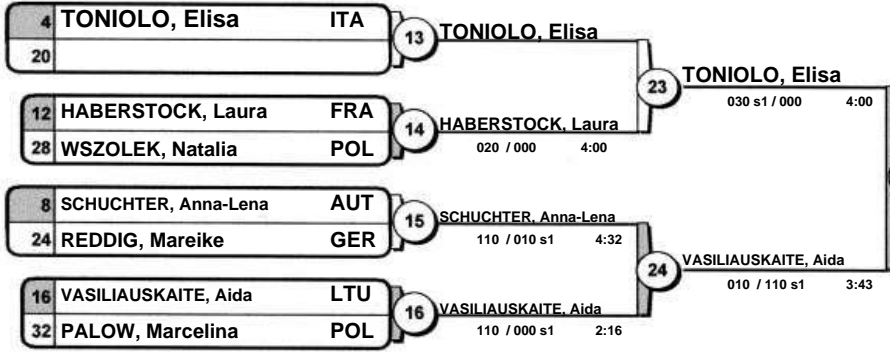 4 TONIOLO, Elisa ITA
20
13 TONIOLO, Elisa
12 HABERSTOCK, Laura FRA
28 WSZOLEK, Natalia POL
14 HABERSTOCK, Laura
020 / 000 4:00
23 TONIOLO, Elisa
030 s1 / 000 4:00
8 SCHUCHTER, Anna-Lena AUT
24 REDDIG, Mareike GER
15 SCHUCHTER, Anna-Lena
110 / 010 s1 4:32
16 VASILIAUSKAITE, Aida LTU
32 PALOW, Marcelina POL
16 VASILIAUSKAITE, Aida
110 / 000 s1 2:16
24 VASILIAUSKAITE, Aida
010 / 110 s1 3:43